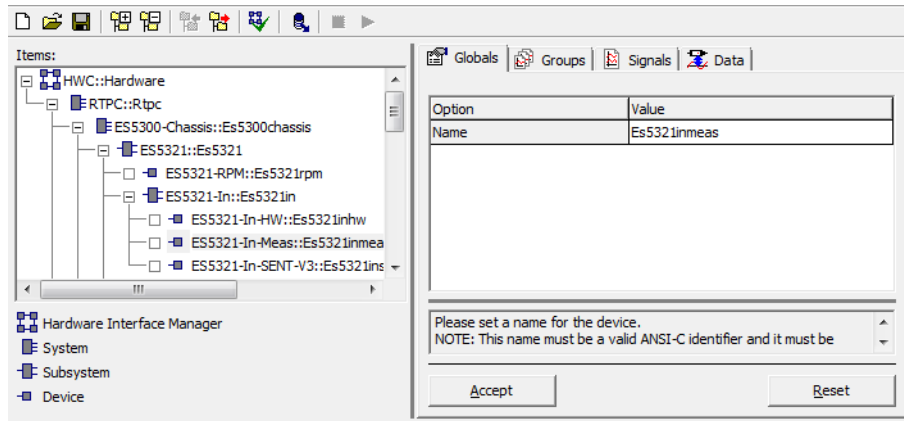 Items:
HWC::Hardware
RTPC::Rtpc
ES5300-Chassis::Es5300chassis
ES5321::Es5321
ES5321-RPM::Es5321rpm
ES5321-In::Es5321in
ES5321-In-HW::Es5321inhw
ES5321-In-Meas::Es5321inmea
ES5321-In-SENT-V3::Es5321ins
Hardware Interface Manager
System
Subsystem
Device
Globals Groups Signals Data
Option Value
Name Es5321inmeas
Please set a name for the device.
NOTE: This name must be a valid ANSI-C identifier and it must be
Accept Reset